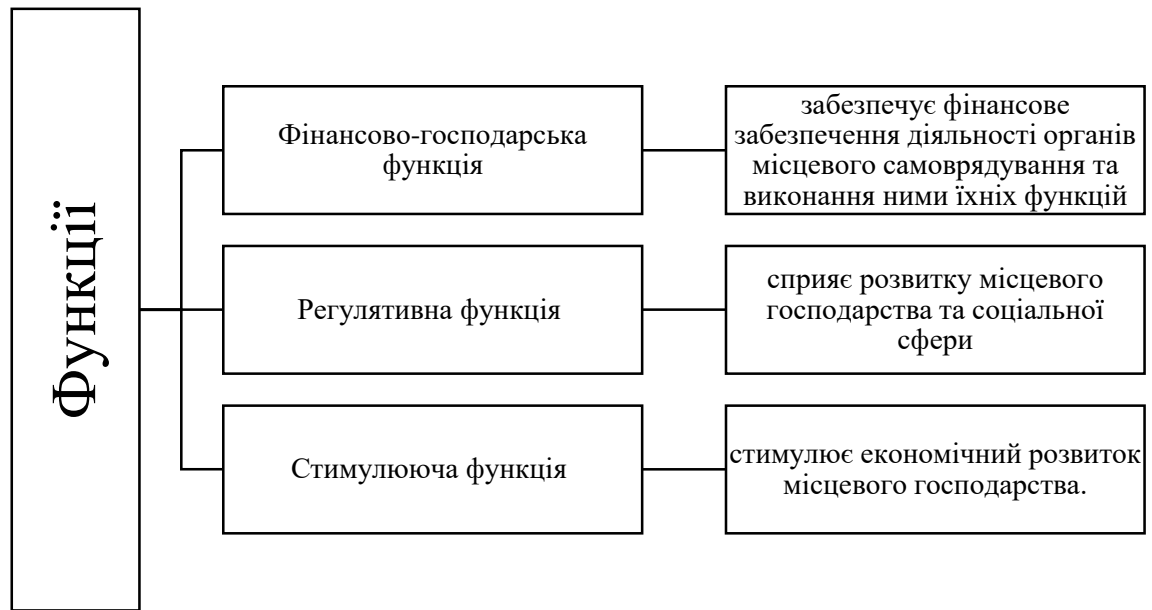 Функції
Фінансово-господарська
функція
забезпечує фінансове
забезпечення діяльності органів
місцевого самоврядування та
виконання ними їхніх функцій
Регулятивна функція
сприяє розвитку місцевого
господарства та соціальної
сфери
Стимулююча функція
стимулює економічний розвиток
місцевого господарства.